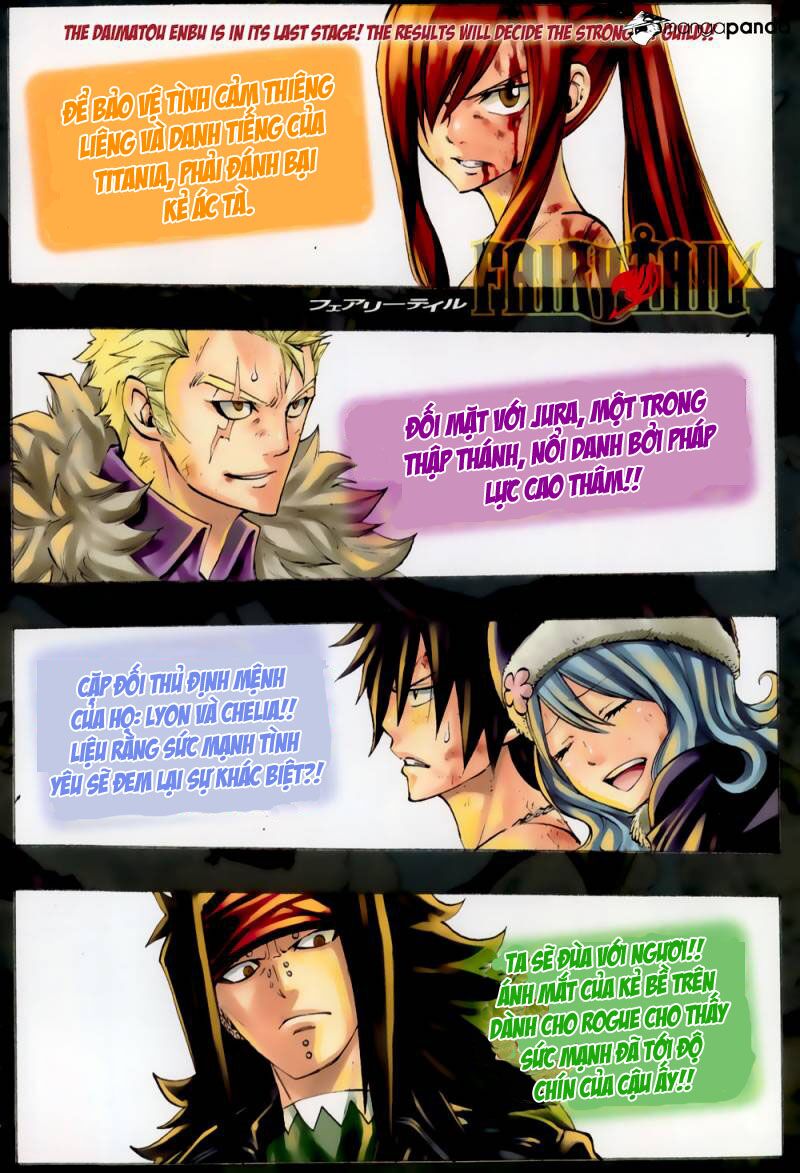 THE DAIMATOU ENBU IS IN ITS LAST STAGE! THE RESULTS WILL DECIDE THE
mangapanda
ĐỂ BẢO VỆ TÌNH CẢM THIÊNG
LIÊNG VÀ DANH TIẾNG CỦA
TITANIA, PHẢI ĐÁNH BẠI
KẺ ÁC TÀ.
FAIRY TAIL
フェアリーテイル
ĐỐI MẶT VỚI JURA, MỘT TRONG
THẬP THÁNH, NỔI DANH BỞI PHÁP
LỰC CAO THÂM!!
CẶP ĐỐI THỦ ĐỊNH MỆNH
CỦA HỌ: LYON VÀ CHELIA!!
LIỆU RẰNG SỨC MẠNH TÌNH
YÊU SẼ ĐEM LẠI SỰ KHÁC BIỆT?!
TA SẼ ĐÙA VỚI NGƯƠI!!
ÁNH MẮT CỦA KẺ BỀ TRÊN
DÀNH CHO ROGUE CHO THẤY
SỨC MẠNH ĐÃ TỚI ĐỘ
CHÍN CỦA CẬU ẤY!!